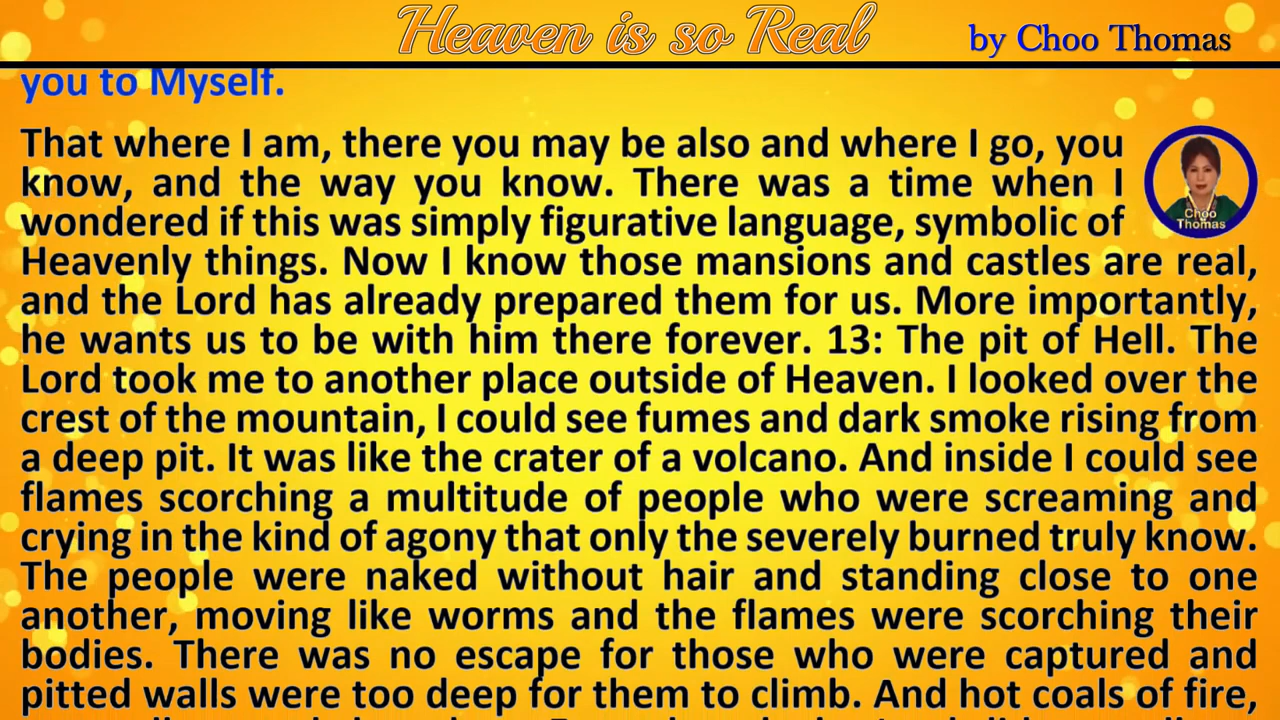 Heaven is so Real
by Choo Thomas
you to Myself.
That where I am, there you may be also and where I go, you
know, and the way you know. There was a time when I
wondered if this was simply figurative language, symbolic of
Heavenly things. Now I know those mansions and castles are real,
and the Lord has already prepared them for us. More importantly,
he wants us to be with him there forever. 13: The pit of Hell. The
Lord took me to another place outside of Heaven. I looked over the
crest of the mountain, I could see fumes and dark smoke rising from
a deep pit. It was like the crater of a volcano. And inside I could see
flames scorching a multitude of people who were screaming and
crying in the kind of agony that only the severely burned truly know.
The people were naked without hair and standing close to one
another, moving like worms and the flames were scorching their
bodies. There was no escape for those who were captured and
pitted walls were too deep for them to climb. And hot coals of fire,
Choo
Thomas